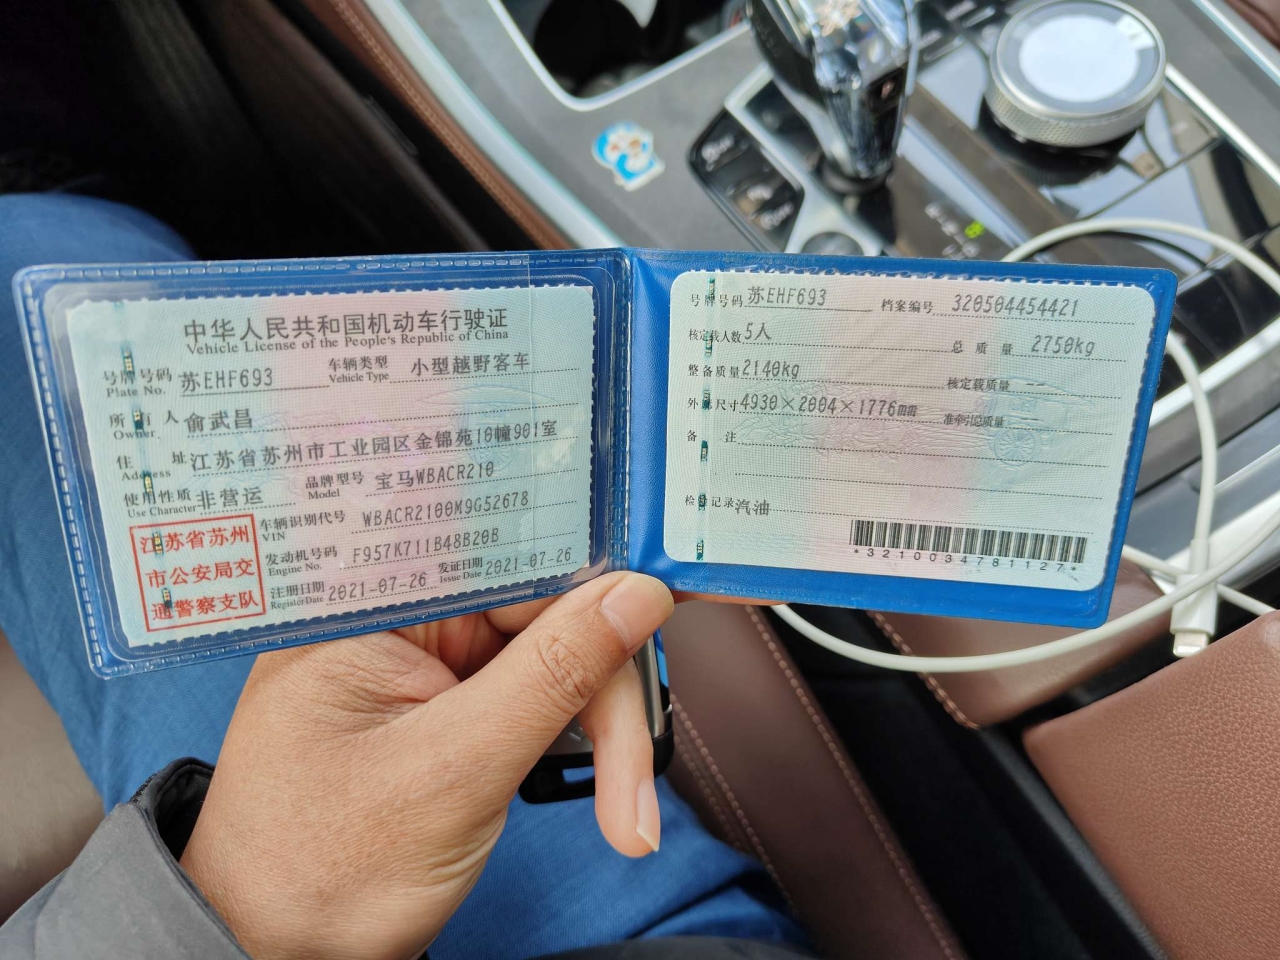 中华人民共和国机动车行驶证
Vehicle License of the People's Republic of China
号牌号码 苏EHF693 车辆类型 小型越野客车
Plate No. Vehicle Type
所有人 俞武昌
Owner
住址 江苏省苏州市工业园区金锦苑10幢901室
Address
使用性质 非营运 品牌型号 宝马WBACR210
Use Character Model
江苏省苏州
市公安局交
通警察支队
车辆识别代号 WBACR2100M9G52678
VIN
发动机号码 F957K711B48B20B
Engine No.
注册日期 2021-07-26 发证日期 2021-07-26
Register Date Issue Date
号牌号码 苏EHF693 档案编号 320504454421
核定载人数 5人 总质量 2750kg
整备质量 2140kg 核定载质量 --
外廓尺寸 4930×2004×1776mm 准牵引总质量
备注
检验记录 汽油
*3210034781127*
P